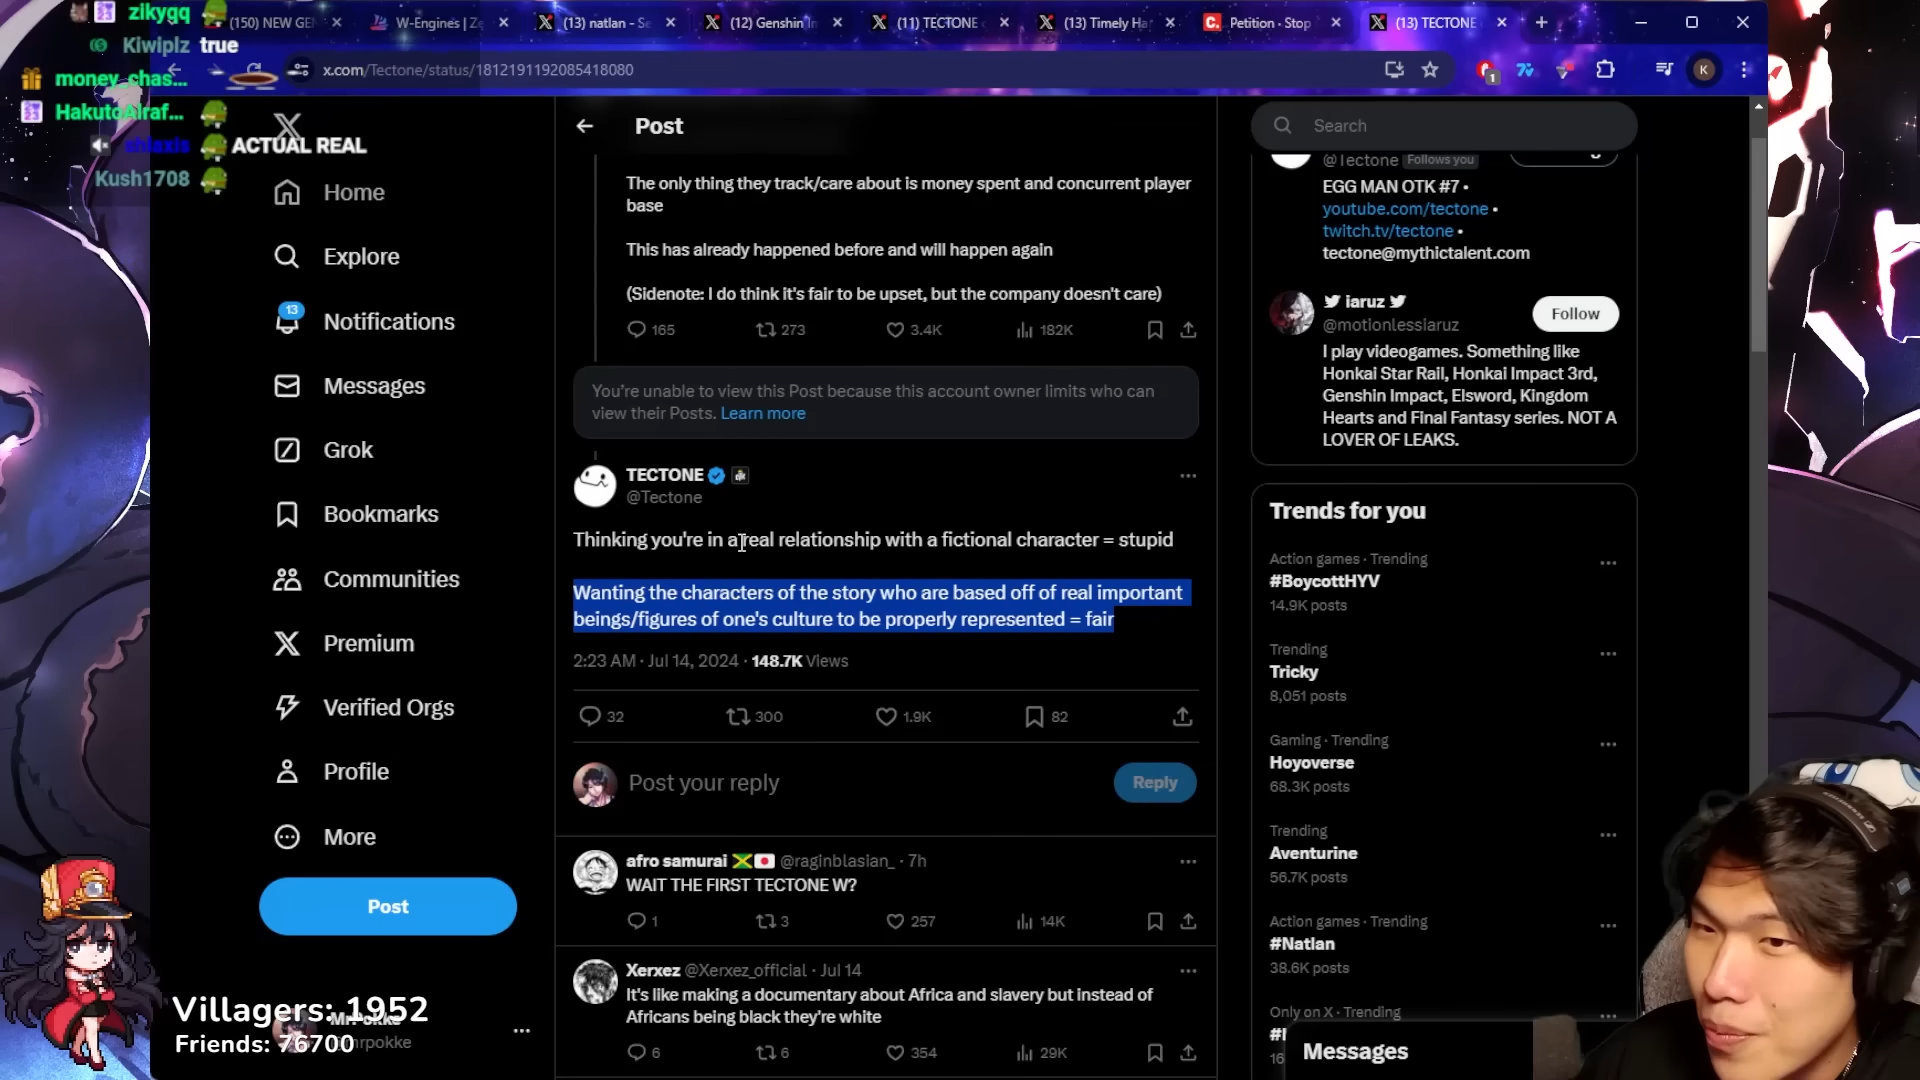 zikygq
Kiwiplz true
money_chas...
HakutoAlraf...
shiaxis ACTUAL REAL
Kush1708
(150) NEW GEN
W-Engines | Ze
(13) natlan - Se
(12) Genshin In
(11) TECTONE
(13) Timely Ha
Petition · Stop
(13) TECTONE
x.com/Tectone/status/1812191192085418080
1
K
Home
Explore
13
Notifications
Messages
Grok
Bookmarks
Communities
Premium
Verified Orgs
Profile
More
Post
@mrpokke
Villagers: 1952
Friends: 76700
Post
The only thing they track/care about is money spent and concurrent player
base
This has already happened before and will happen again
(Sidenote: I do think it's fair to be upset, but the company doesn't care)
165 273 3.4K 182K
You're unable to view this Post because this account owner limits who can
view their Posts. Learn more
TECTONE
@Tectone
Thinking you're in a real relationship with a fictional character = stupid
Wanting the characters of the story who are based off of real important
beings/figures of one's culture to be properly represented = fair
2:23 AM · Jul 14, 2024 · 148.7K Views
32 300 1.9K 82
Post your reply
Reply
afro samurai @raginblasian_ · 7h
WAIT THE FIRST TECTONE W?
1 3 257 14K
Xerxez @Xerxez_official · Jul 14
It's like making a documentary about Africa and slavery but instead of
Africans being black they're white
6 6 354 29K
Search
@Tectone Follows you
EGG MAN OTK #7 •
youtube.com/tectone •
twitch.tv/tectone •
tectone@mythictalent.com
iaruz
@motionlessiaruz
Follow
I play videogames. Something like
Honkai Star Rail, Honkai Impact 3rd,
Genshin Impact, Elsword, Kingdom
Hearts and Final Fantasy series. NOT A
LOVER OF LEAKS.
Trends for you
Action games · Trending
#BoycottHYV
14.9K posts
Trending
Tricky
8,051 posts
Gaming · Trending
Hoyoverse
68.3K posts
Trending
Aventurine
56.7K posts
Action games · Trending
#Natlan
38.6K posts
Only on X · Trending
Messages